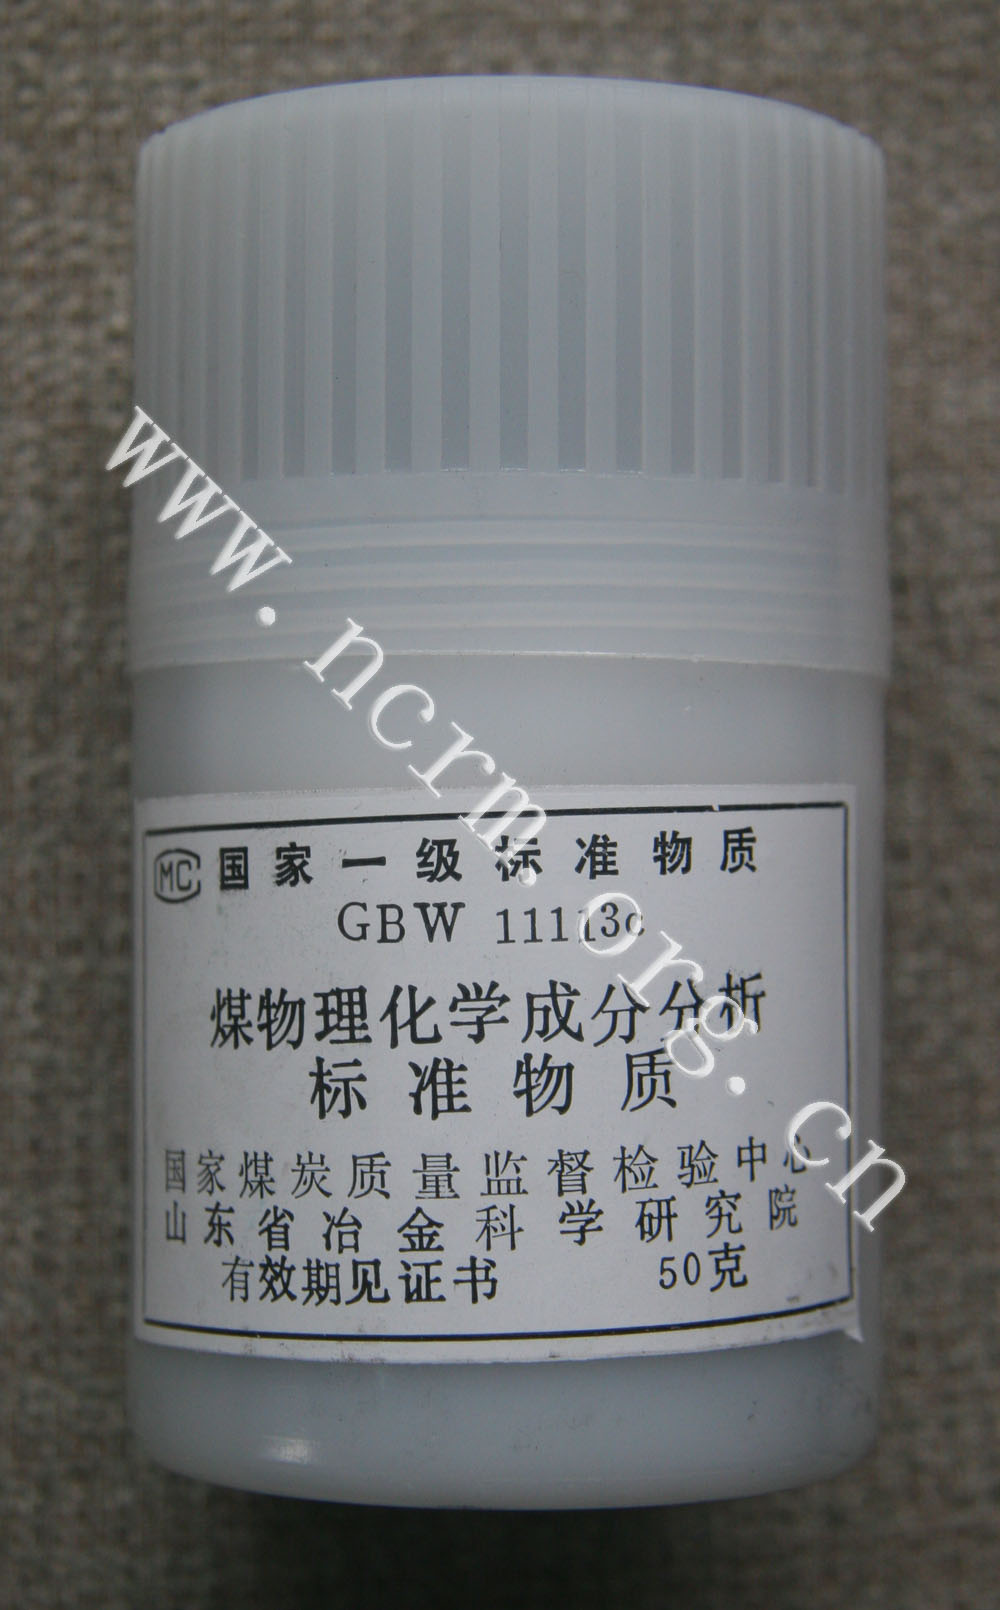 MC 国家一级标准物质
GBW 11113c
煤物理化学成分分析
标准物质
国家煤炭质量监督检验中心
山东省冶金科学研究院
有效期见证书 50克
www.ncrm.org.cn